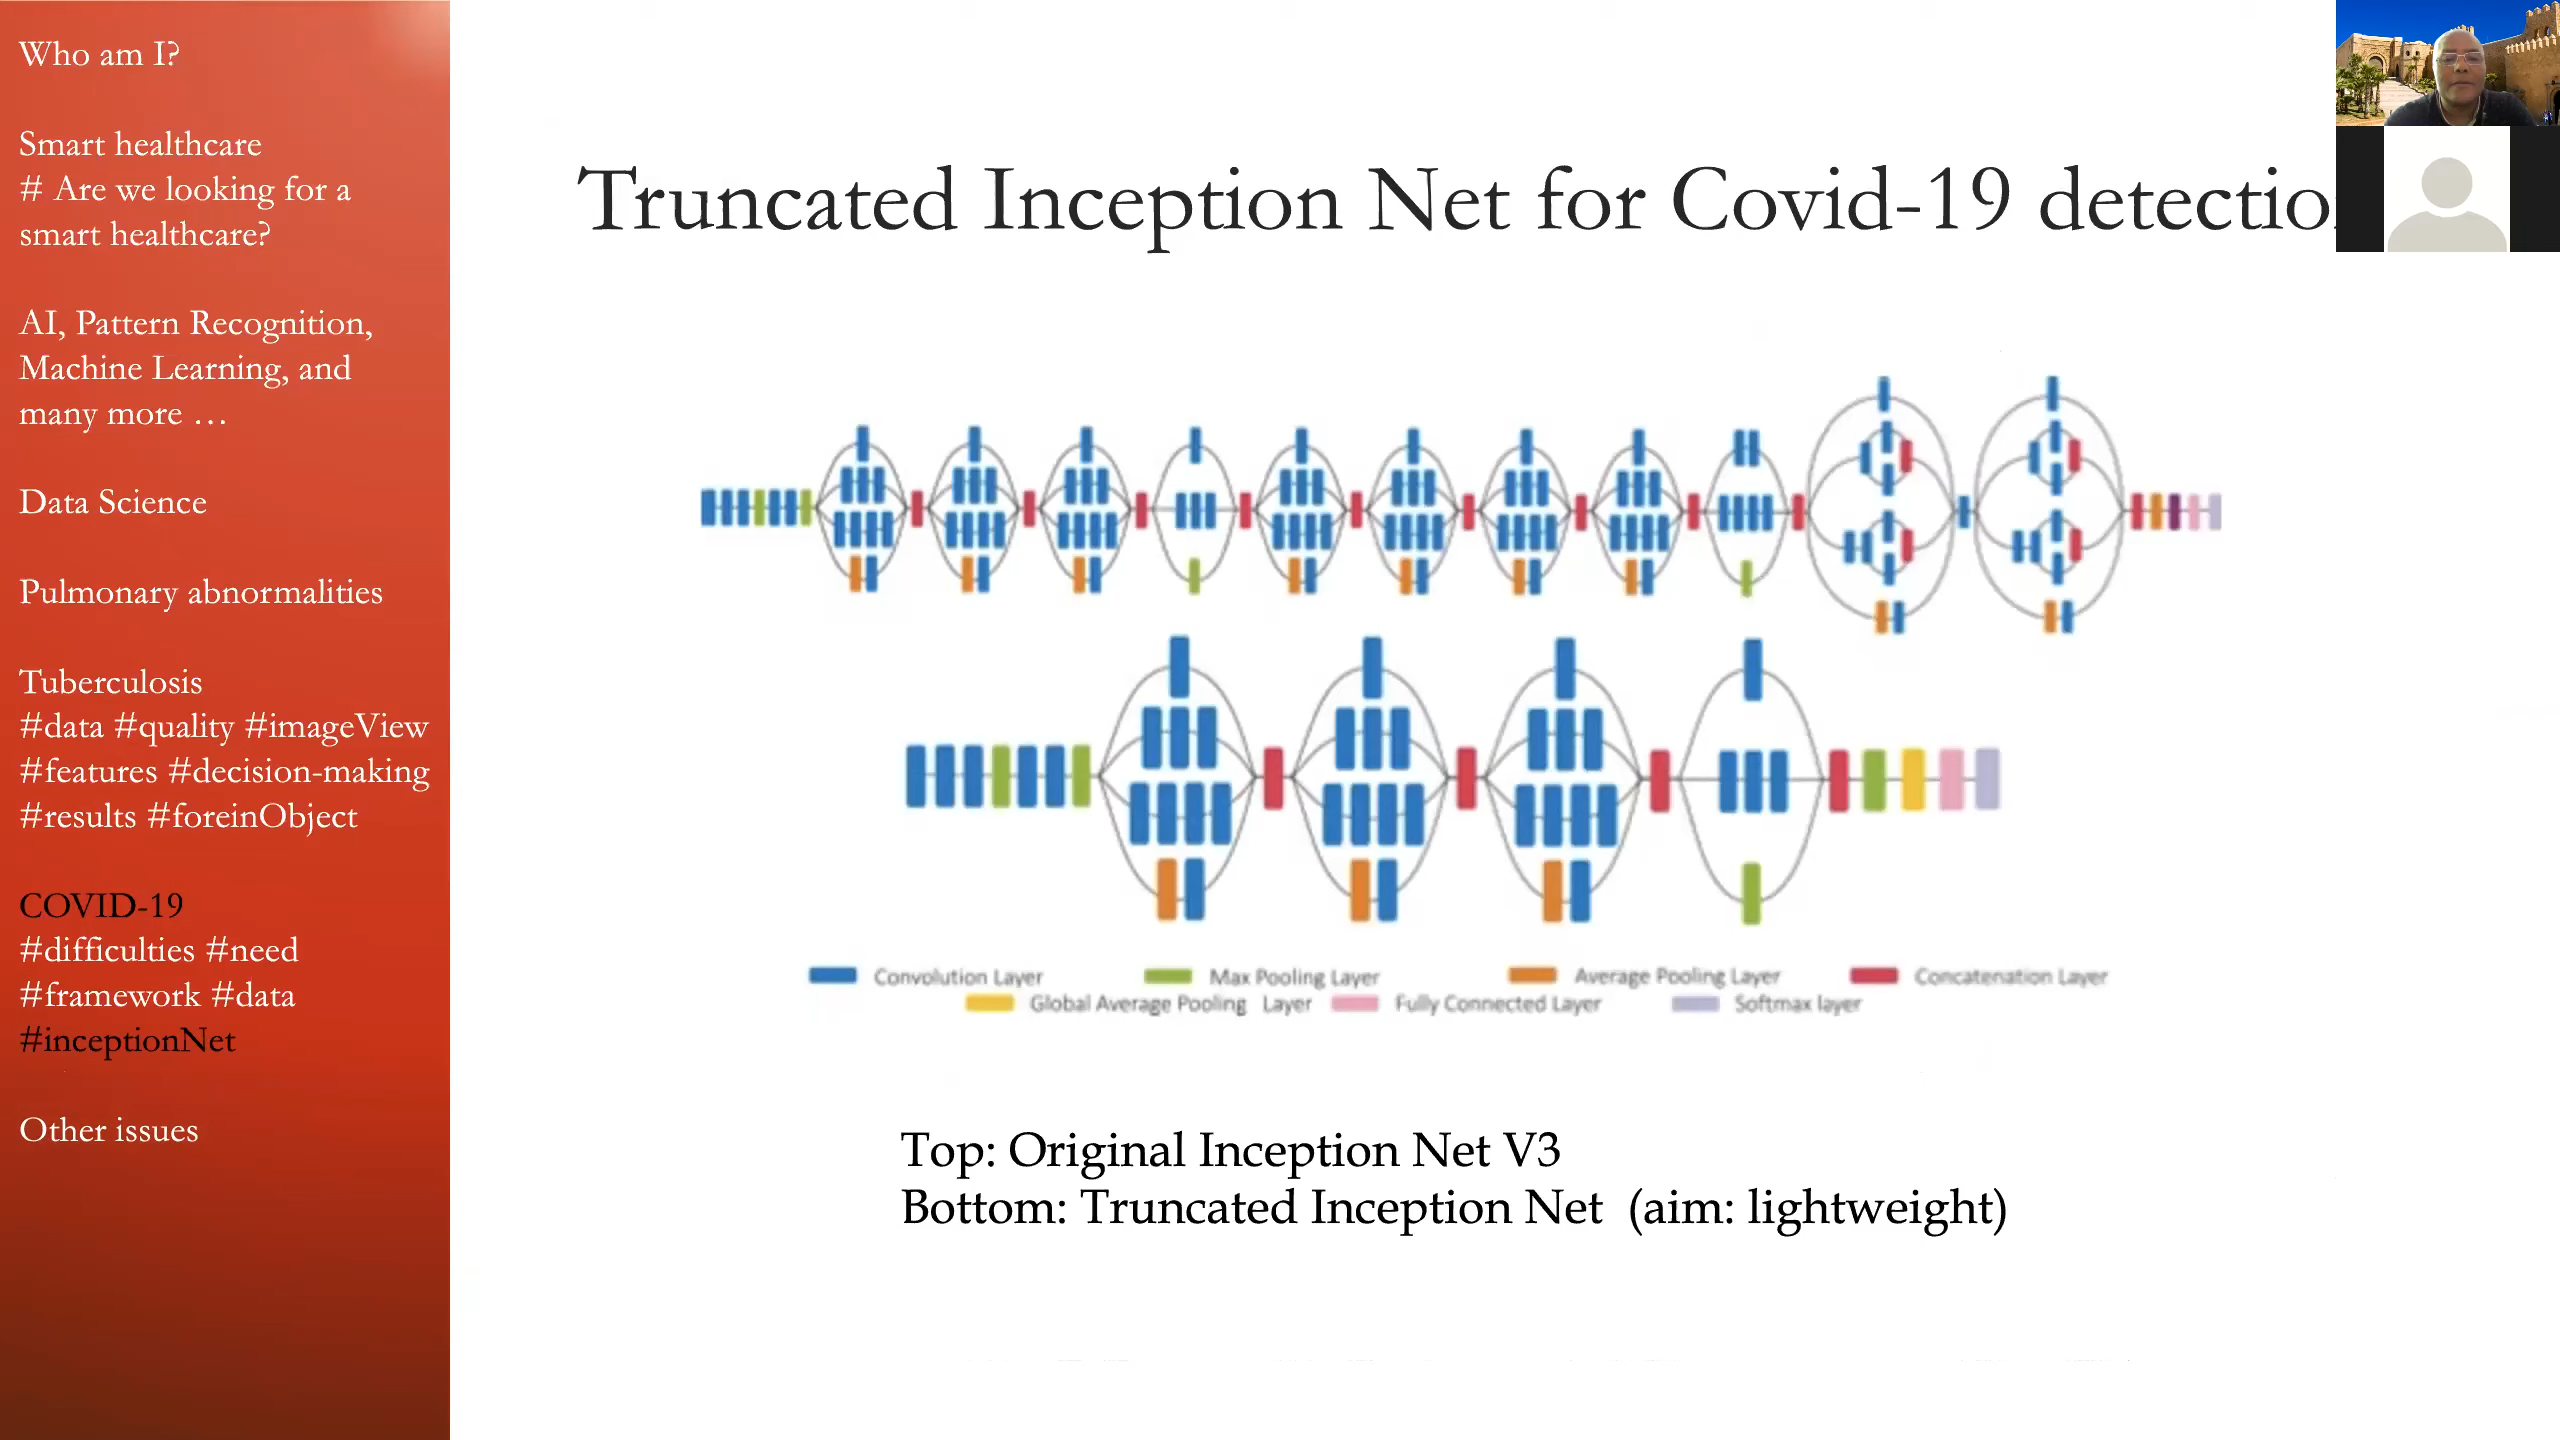 Who am I?
Smart healthcare
# Are we looking for a
smart healthcare?
AI, Pattern Recognition,
Machine Learning, and
many more …
Data Science
Pulmonary abnormalities
Tuberculosis
#data #quality #imageView
#features #decision-making
#results #foreinObject
COVID-19
#difficulties #need
#framework #data
#inceptionNet
Other issues
Truncated Inception Net for Covid-19 detectio
Convolution Layer Max Pooling Layer Average Pooling Layer Concatenation Layer
Global Average Pooling Layer Fully Connected Layer Softmax layer
Top: Original Inception Net V3
Bottom: Truncated Inception Net (aim: lightweight)